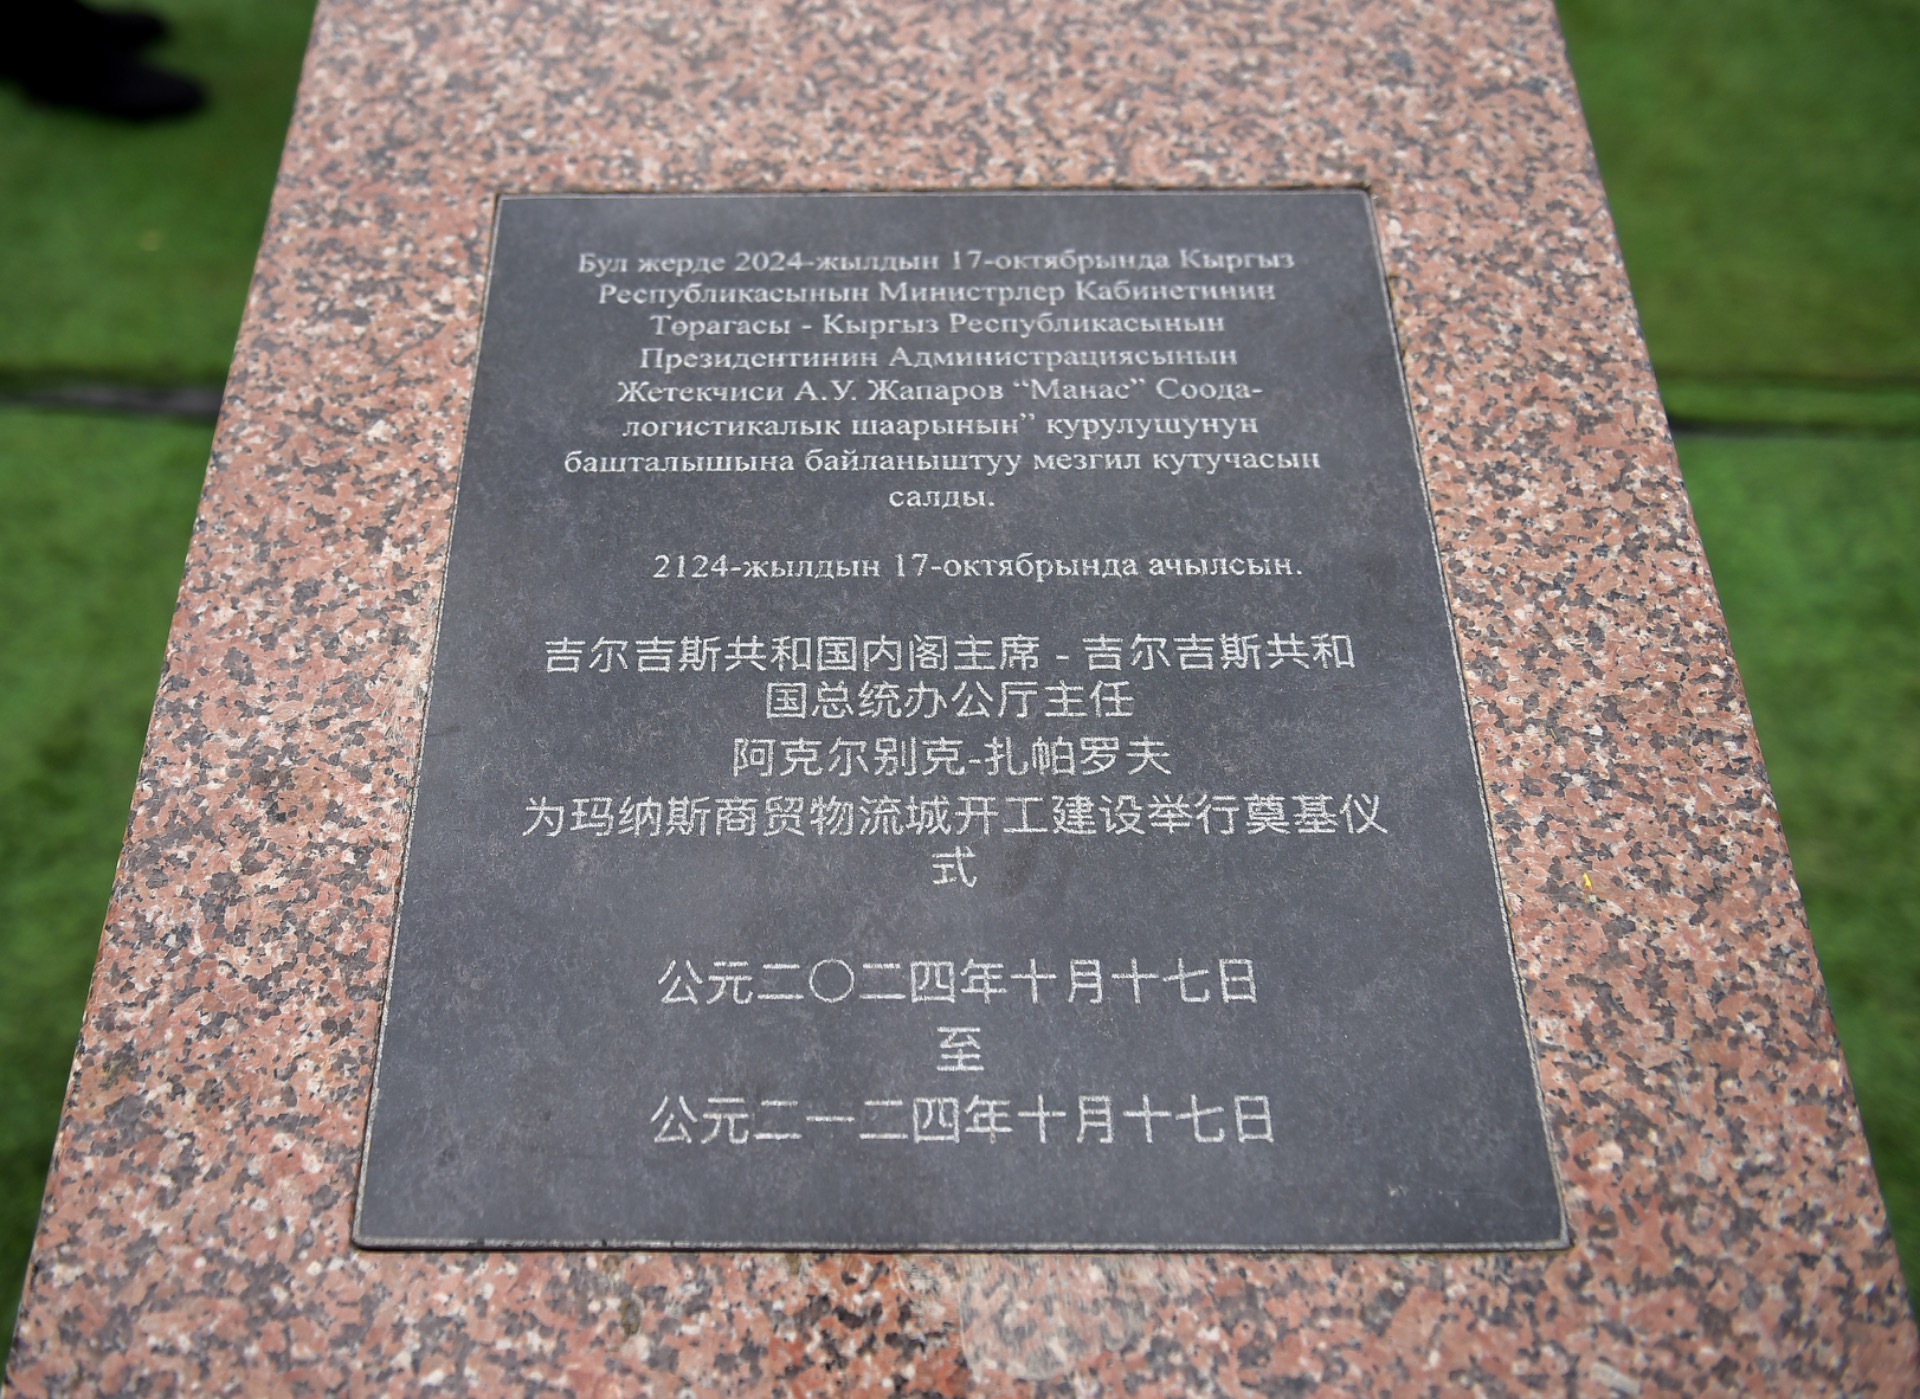 Бул жерде 2024-жылдын 17-октябрында Кыргыз
Республикасынын Министрлер Кабинетинин
Төрагасы - Кыргыз Республикасынын
Президентинин Администрациясынын
Жетекчиси А.У. Жапаров “Манас” Соода-
логистикалык шаарынын” курулушунун
башталышына байланыштуу мезгил кутучасын
салды.
2124-жылдын 17-октябрында ачылсын.
吉尔吉斯共和国内阁主席 - 吉尔吉斯共和
国总统办公厅主任
阿克尔别克-扎帕罗夫
为玛纳斯商贸物流城开工建设举行奠基仪
式
公元二〇二四年十月十七日
至
公元二一二四年十月十七日